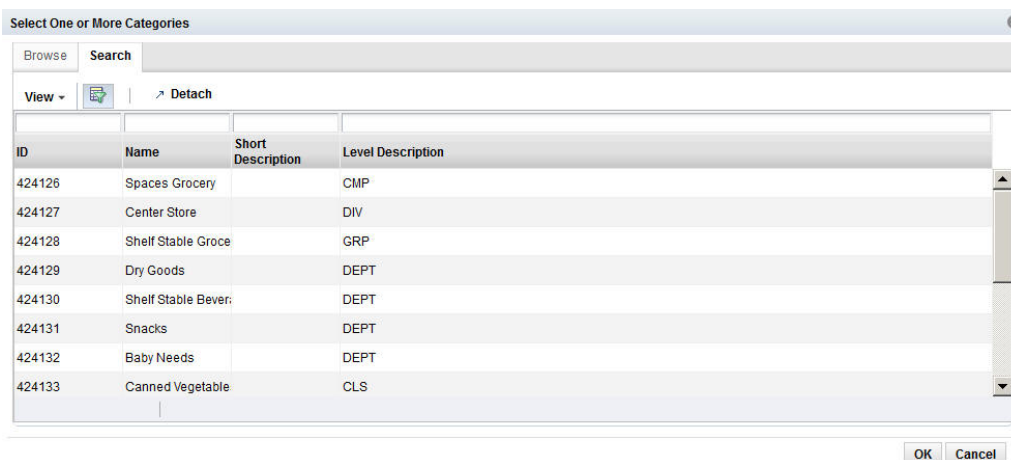 Select One or More Categories
Browse Search
View Detach
ID Name Short Description Level Description
424126 Spaces Grocery CMP
424127 Center Store DIV
424128 Shelf Stable Groce GRP
424129 Dry Goods DEPT
424130 Shelf Stable Bever DEPT
424131 Snacks DEPT
424132 Baby Needs DEPT
424133 Canned Vegetable CLS
OK Cancel